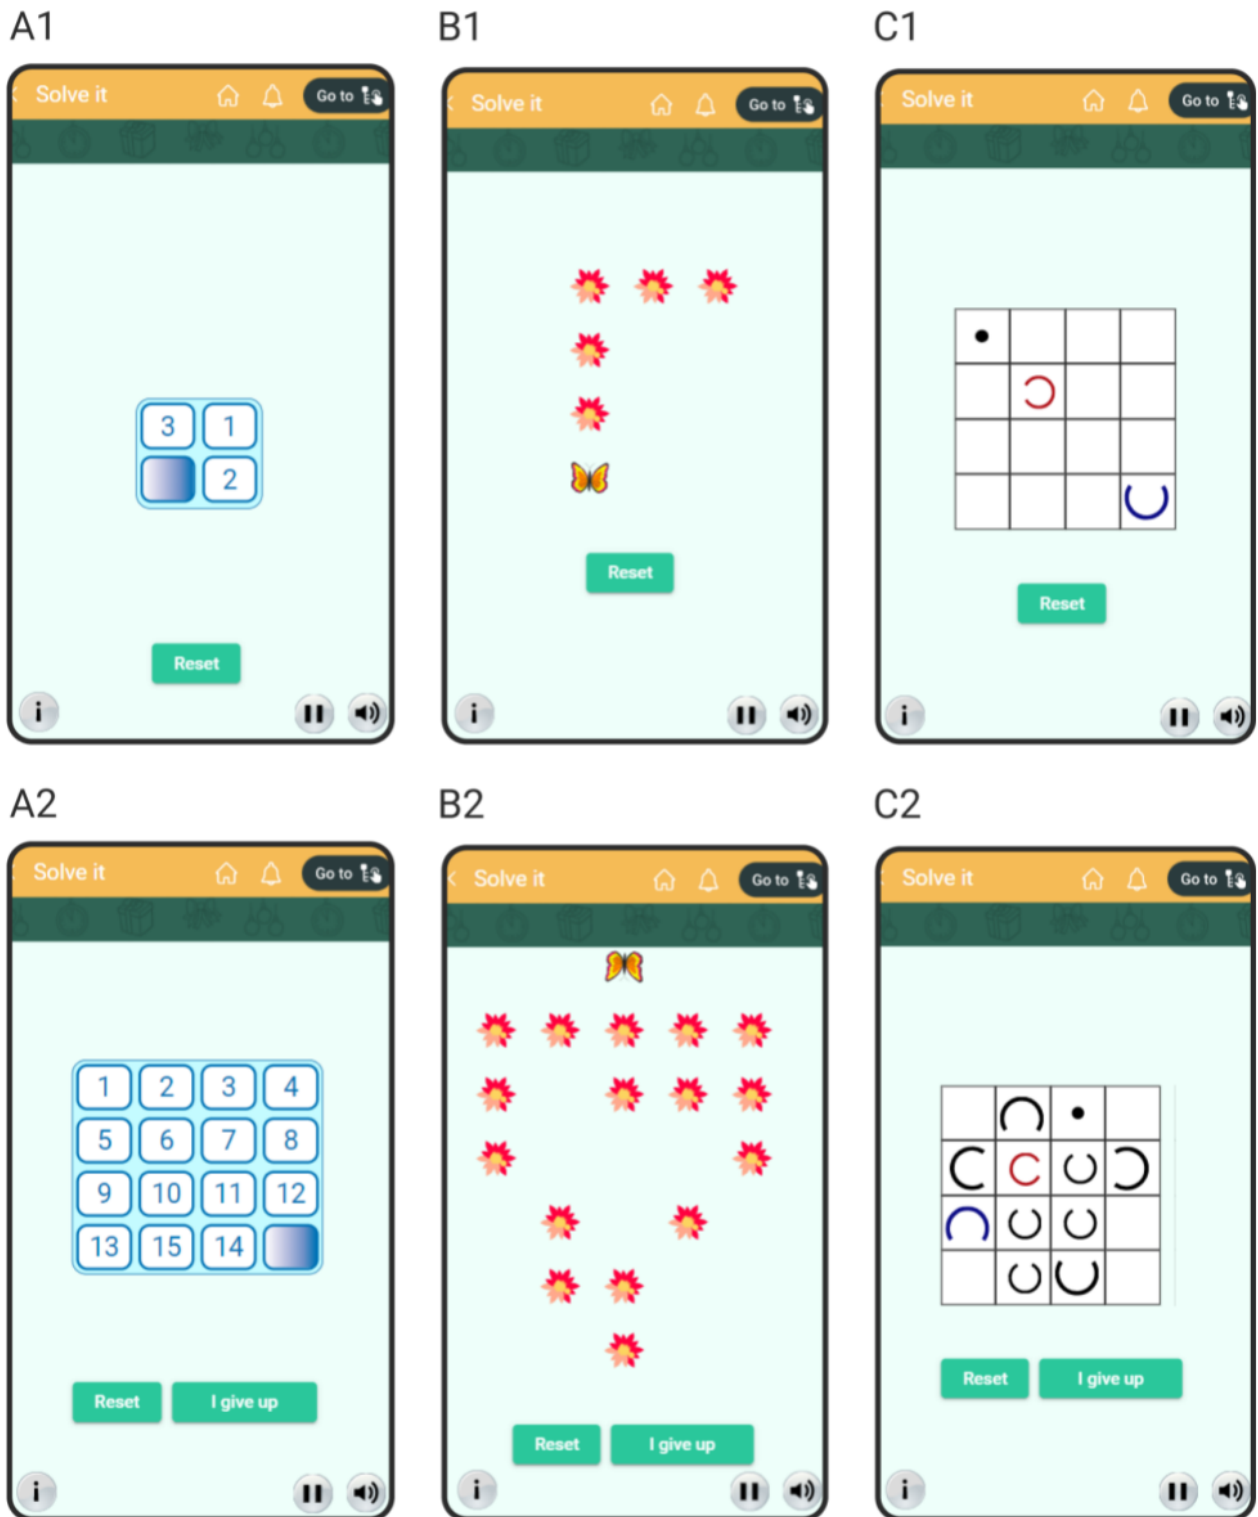 A1
B1
C1
Solve it Go to
Solve it Go to
Solve it Go to
3 1
2
Reset
Reset
Reset
i
i
i
A2
B2
C2
Solve it Go to
Solve it Go to
Solve it Go to
1 2 3 4
5 6 7 8
9 10 11 12
13 15 14
Reset I give up
Reset I give up
Reset I give up
i
i
i